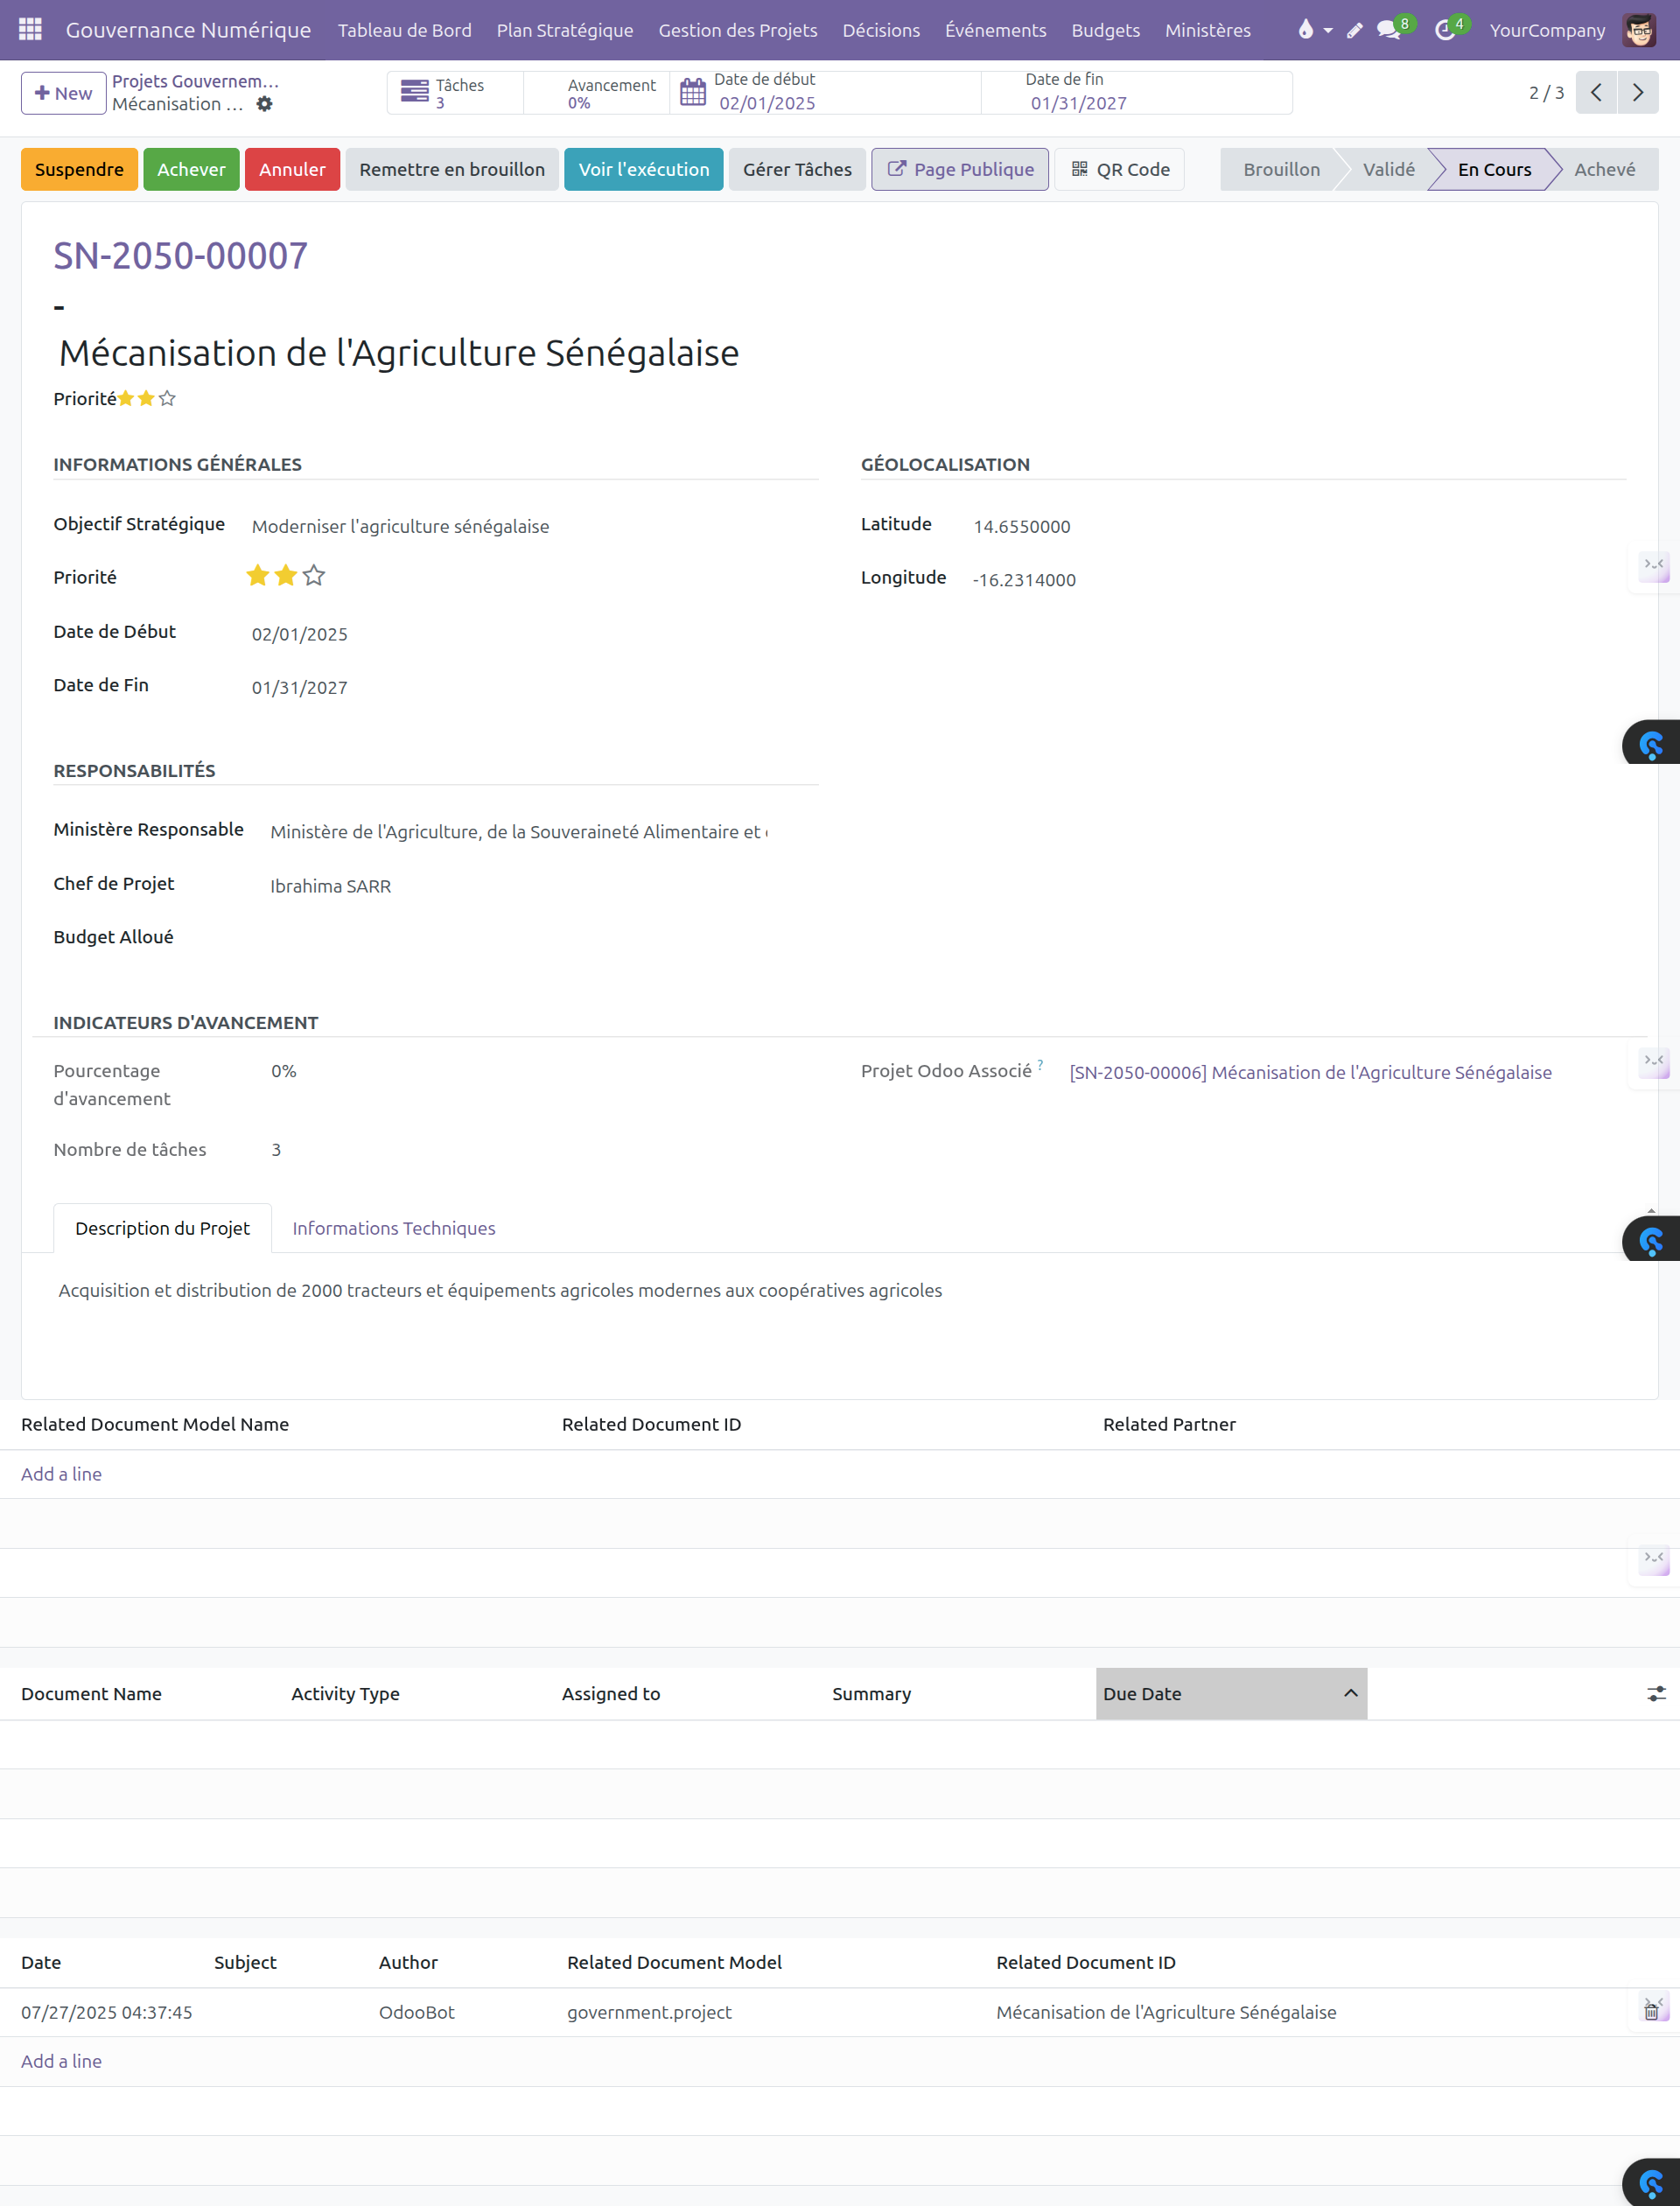 Gouvernance Numérique Tableau de Bord Plan Stratégique Gestion des Projets Décisions Événements Budgets Ministères 8 4 YourCompany
New
Projets Gouvernem...
Mécanisation ...
Tâches
3
Avancement
0%
Date de début
02/01/2025
Date de fin
01/31/2027
2 / 3
Suspendre Achever Annuler Remettre en brouillon Voir l'exécution Gérer Tâches Page Publique QR Code Brouillon Validé En Cours Achevé
SN-2050-00007
-
Mécanisation de l'Agriculture Sénégalaise
Priorité
INFORMATIONS GÉNÉRALES
Objectif Stratégique Moderniser l'agriculture sénégalaise
Priorité
Date de Début 02/01/2025
Date de Fin 01/31/2027
GÉOLOCALISATION
Latitude 14.6550000
Longitude -16.2314000
RESPONSABILITÉS
Ministère Responsable Ministère de l'Agriculture, de la Souveraineté Alimentaire et
Chef de Projet Ibrahima SARR
Budget Alloué
INDICATEURS D'AVANCEMENT
Pourcentage d'avancement 0%
Nombre de tâches 3
Projet Odoo Associé ? [SN-2050-00006] Mécanisation de l'Agriculture Sénégalaise
Description du Projet Informations Techniques
Acquisition et distribution de 2000 tracteurs et équipements agricoles modernes aux coopératives agricoles
Related Document Model Name Related Document ID Related Partner
Add a line
Document Name Activity Type Assigned to Summary Due Date
Date Subject Author Related Document Model Related Document ID
07/27/2025 04:37:45 OdooBot government.project Mécanisation de l'Agriculture Sénégalaise
Add a line